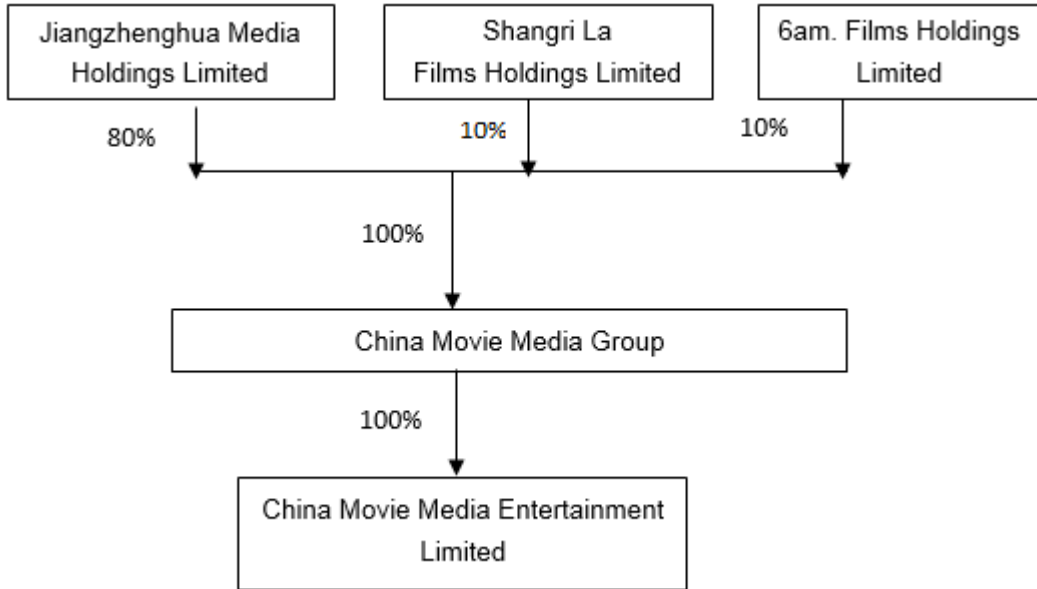 Jiangzhenghua Media
Holdings Limited
Shangri La
Films Holdings Limited
6am. Films Holdings
Limited
80%
10%
10%
100%
China Movie Media Group
100%
China Movie Media Entertainment
Limited